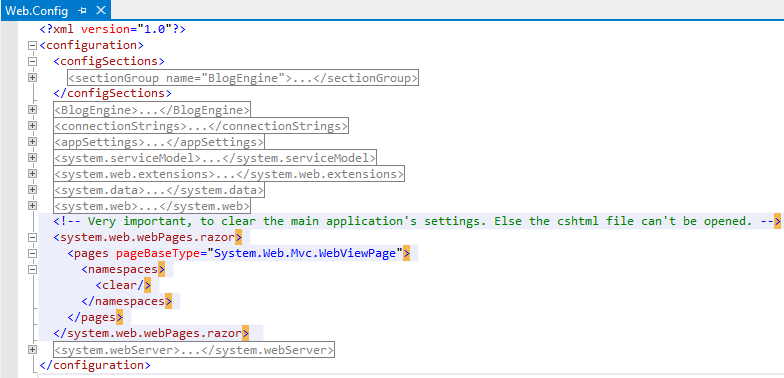 Web.Config
<?xml version="1.0"?>
<configuration>
<configSections>
<sectionGroup name="BlogEngine">...</sectionGroup>
</configSections>
<BlogEngine>...</BlogEngine>
<connectionStrings>...</connectionStrings>
<appSettings>...</appSettings>
<system.serviceModel>...</system.serviceModel>
<system.web.extensions>...</system.web.extensions>
<system.data>...</system.data>
<system.web>...</system.web>
<!-- Very important, to clear the main application's settings. Else the cshtml file can't be opened. -->
<system.web.webPages.razor>
<pages pageBaseType="System.Web.Mvc.WebViewPage">
<namespaces>
<clear/>
</namespaces>
</pages>
</system.web.webPages.razor>
<system.webServer>...</system.webServer>
</configuration>